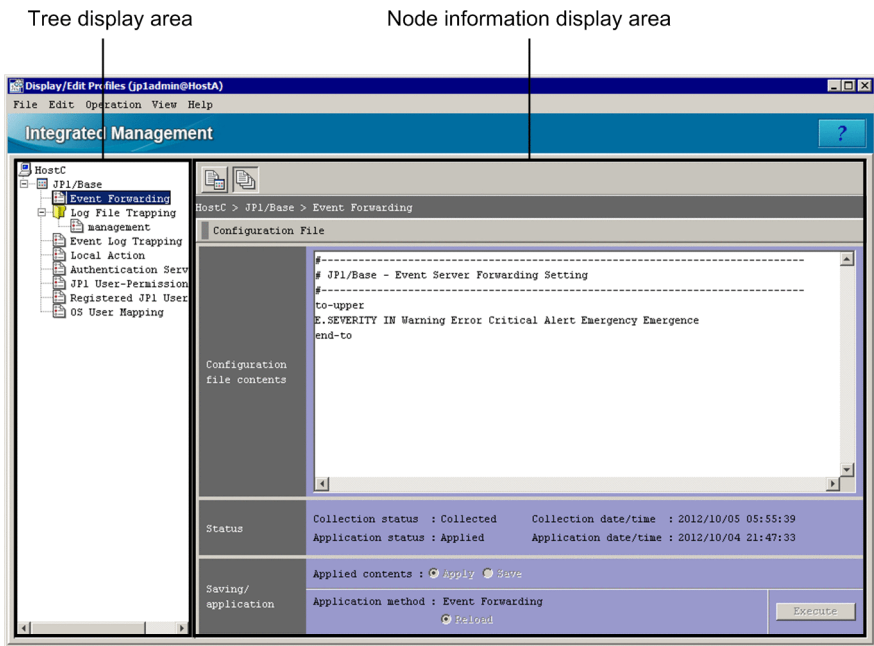 Tree display area
Node information display area
Display/Edit Profiles (jp1admin@HostA)
File Edit Operation View Help
Integrated Management
?
HostC
JP1/Base
Event Forwarding
Log File Trapping
management
Event Log Trapping
Local Action
Authentication Serv
JP1 User-Permission
Registered JP1 User
OS User Mapping
HostC > JP1/Base > Event Forwarding
Configuration File
Configuration
file contents
#--------------------------------------------------------------------------------
# JP1/Base - Event Server Forwarding Setting
#--------------------------------------------------------------------------------
to-upper
E.SEVERITY IN Warning Error Critical Alert Emergency Emergence
end-to
Status
Collection status : Collected Collection date/time : 2012/10/05 05:55:39
Application status : Applied Application date/time : 2012/10/04 21:47:33
Saving/
application
Applied contents : Apply Save
Application method : Event Forwarding
Reload
Execute